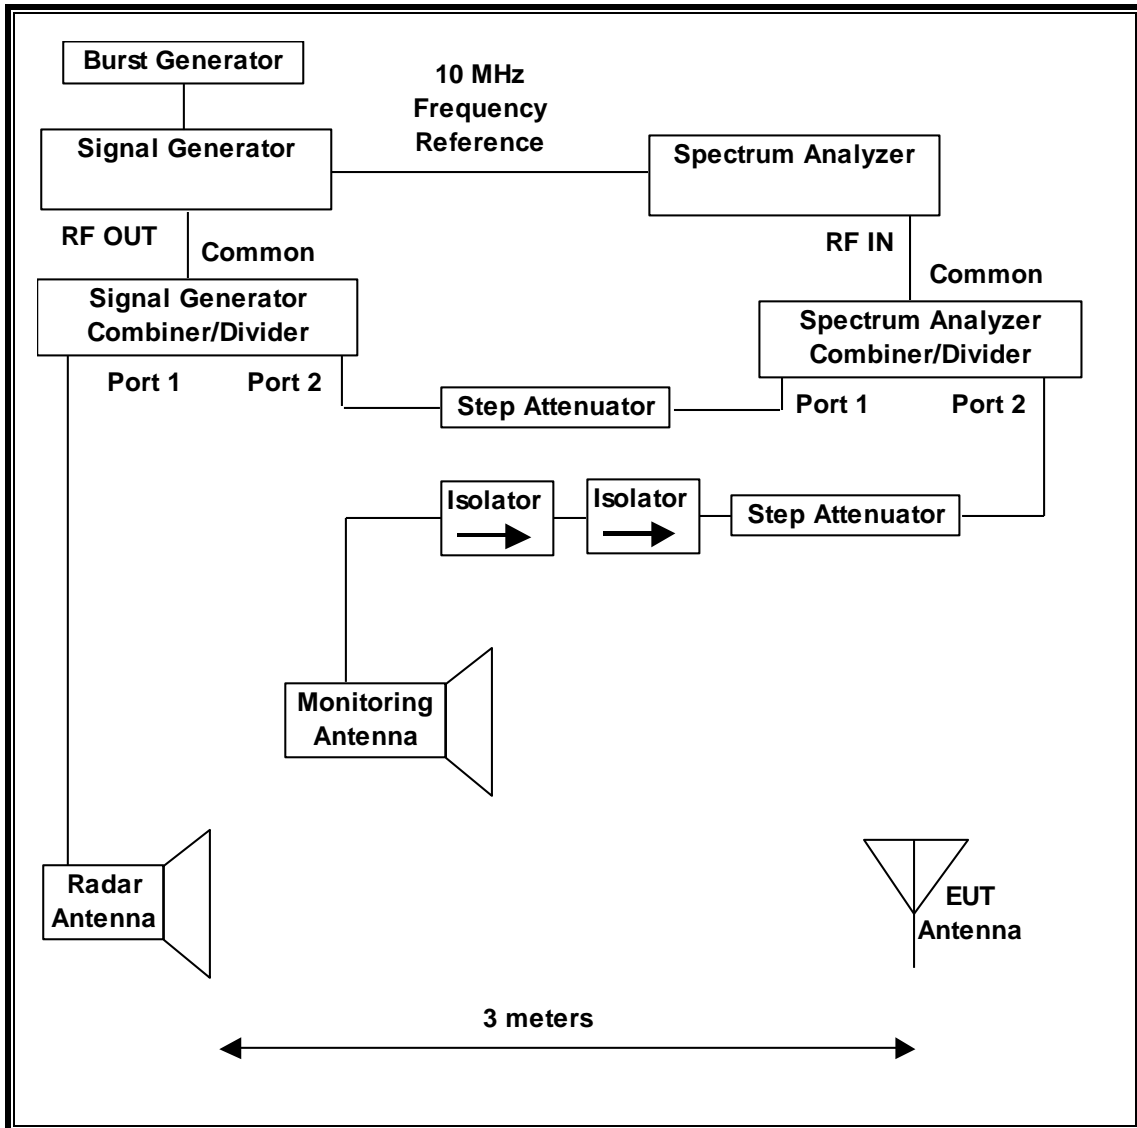 Burst Generator
10 MHz
Frequency
Reference
Signal Generator
Spectrum Analyzer
RF OUT
Common
RF IN
Common
Signal Generator
Combiner/Divider
Spectrum Analyzer
Combiner/Divider
Port 1
Port 2
Step Attenuator
Port 1
Port 2
Isolator
Isolator
Step Attenuator
Monitoring
Antenna
Radar
Antenna
EUT
Antenna
3 meters